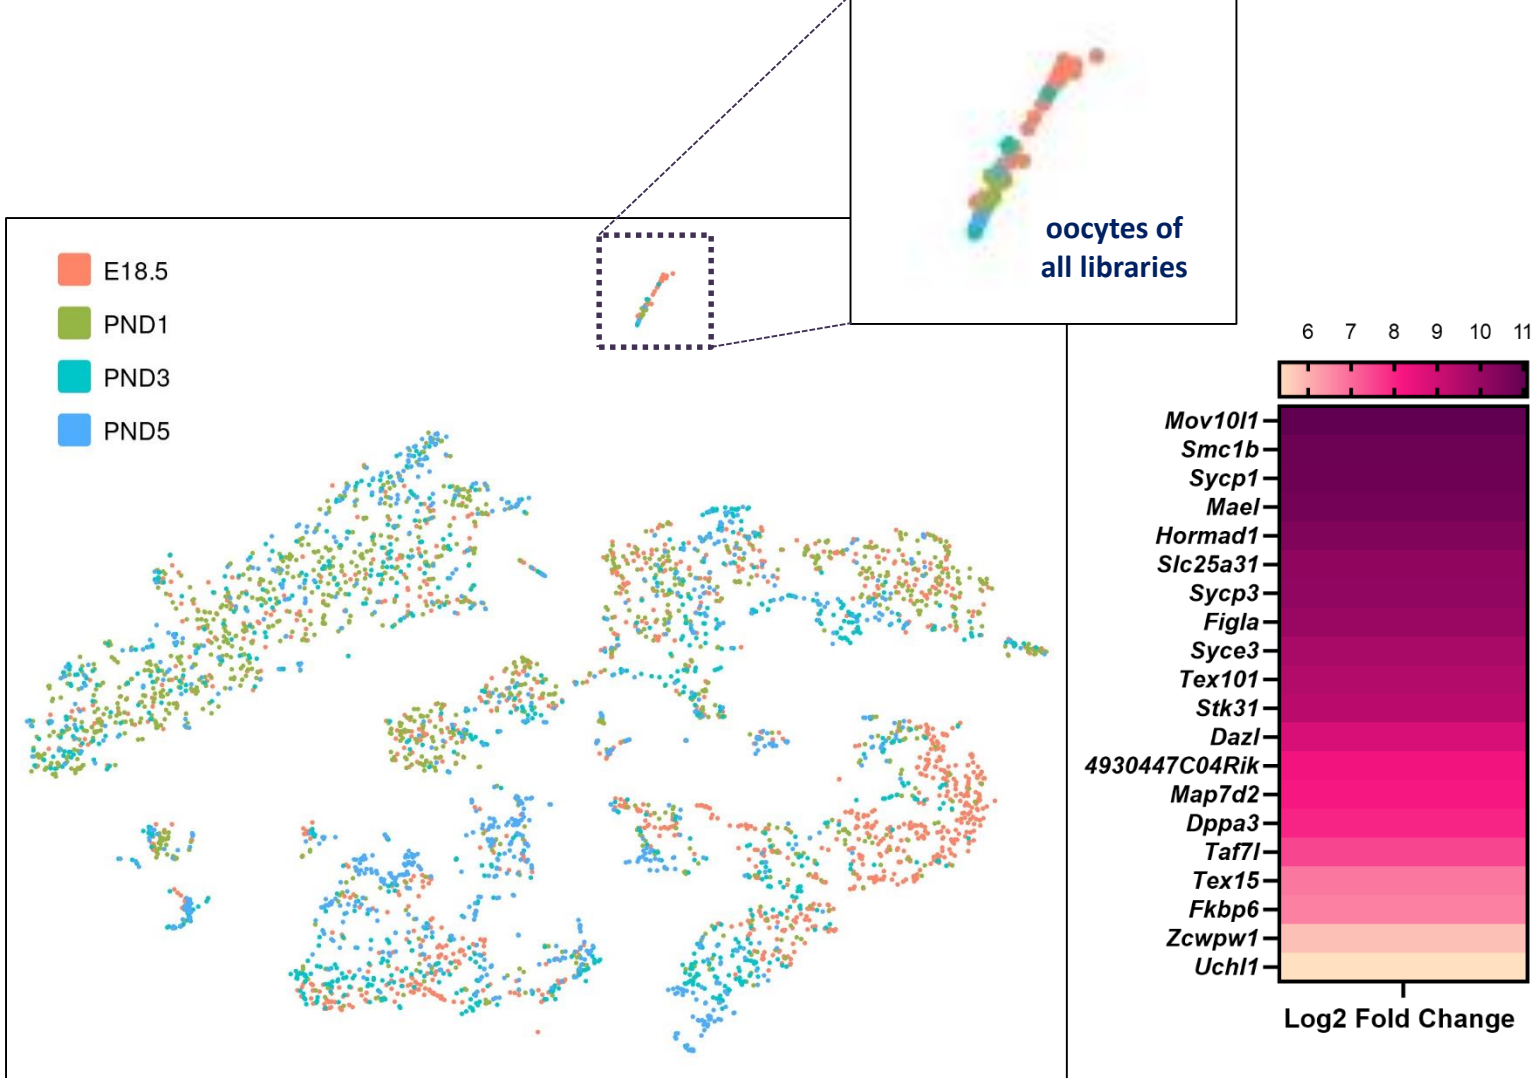 oocytes of
all libraries
E18.5
PND1
PND3
PND5
6 7 8 9 10 11
Mov10l1
Smc1b
Sycp1
Mael
Hormad1
Slc25a31
Sycp3
Figla
Syce3
Tex101
Stk31
Dazl
4930447C04Rik
Map7d2
Dppa3
Taf7l
Tex15
Fkbp6
Zcwpw1
Uchl1
Log2 Fold Change